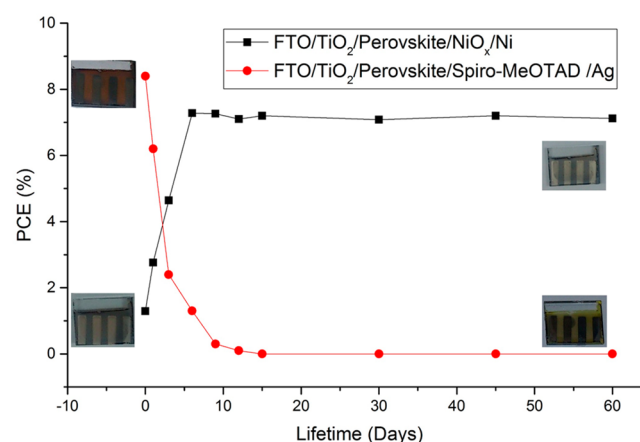 FTO/TiO₂/Perovskite/NiOₓ/Ni
FTO/TiO₂/Perovskite/Spiro-MeOTAD /Ag
PCE (%)
8
6
4
2
0
-10 0 10 20 30 40 50 60
Lifetime (Days)